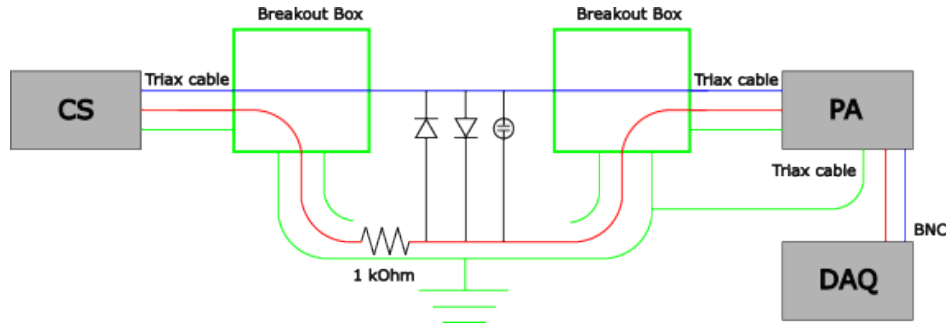 Breakout Box
Breakout Box
Triax cable
Triax cable
CS
PA
Triax cable
BNC
1 kOhm
DAQ